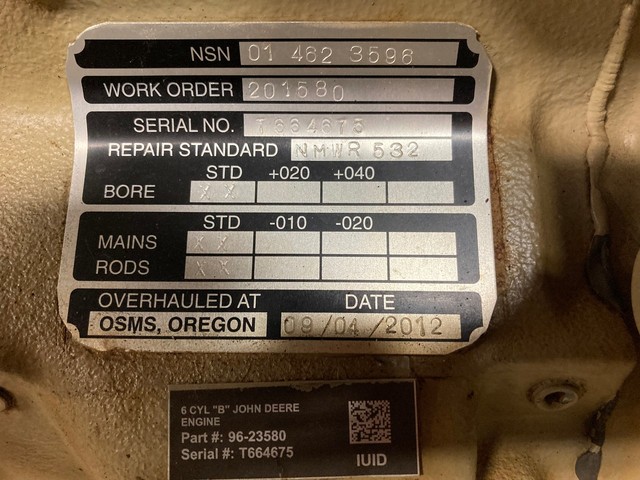 NSN 01 462 3596
WORK ORDER 201580
SERIAL NO. T664675
REPAIR STANDARD NMWR 532
STD +020 +040
BORE X X
STD -010 -020
MAINS X X
RODS X X
OVERHAULED AT DATE
OSMS, OREGON 09/04/2012
6 CYL "B" JOHN DEERE
ENGINE
Part #: 96-23580
Serial #: T664675
IUID